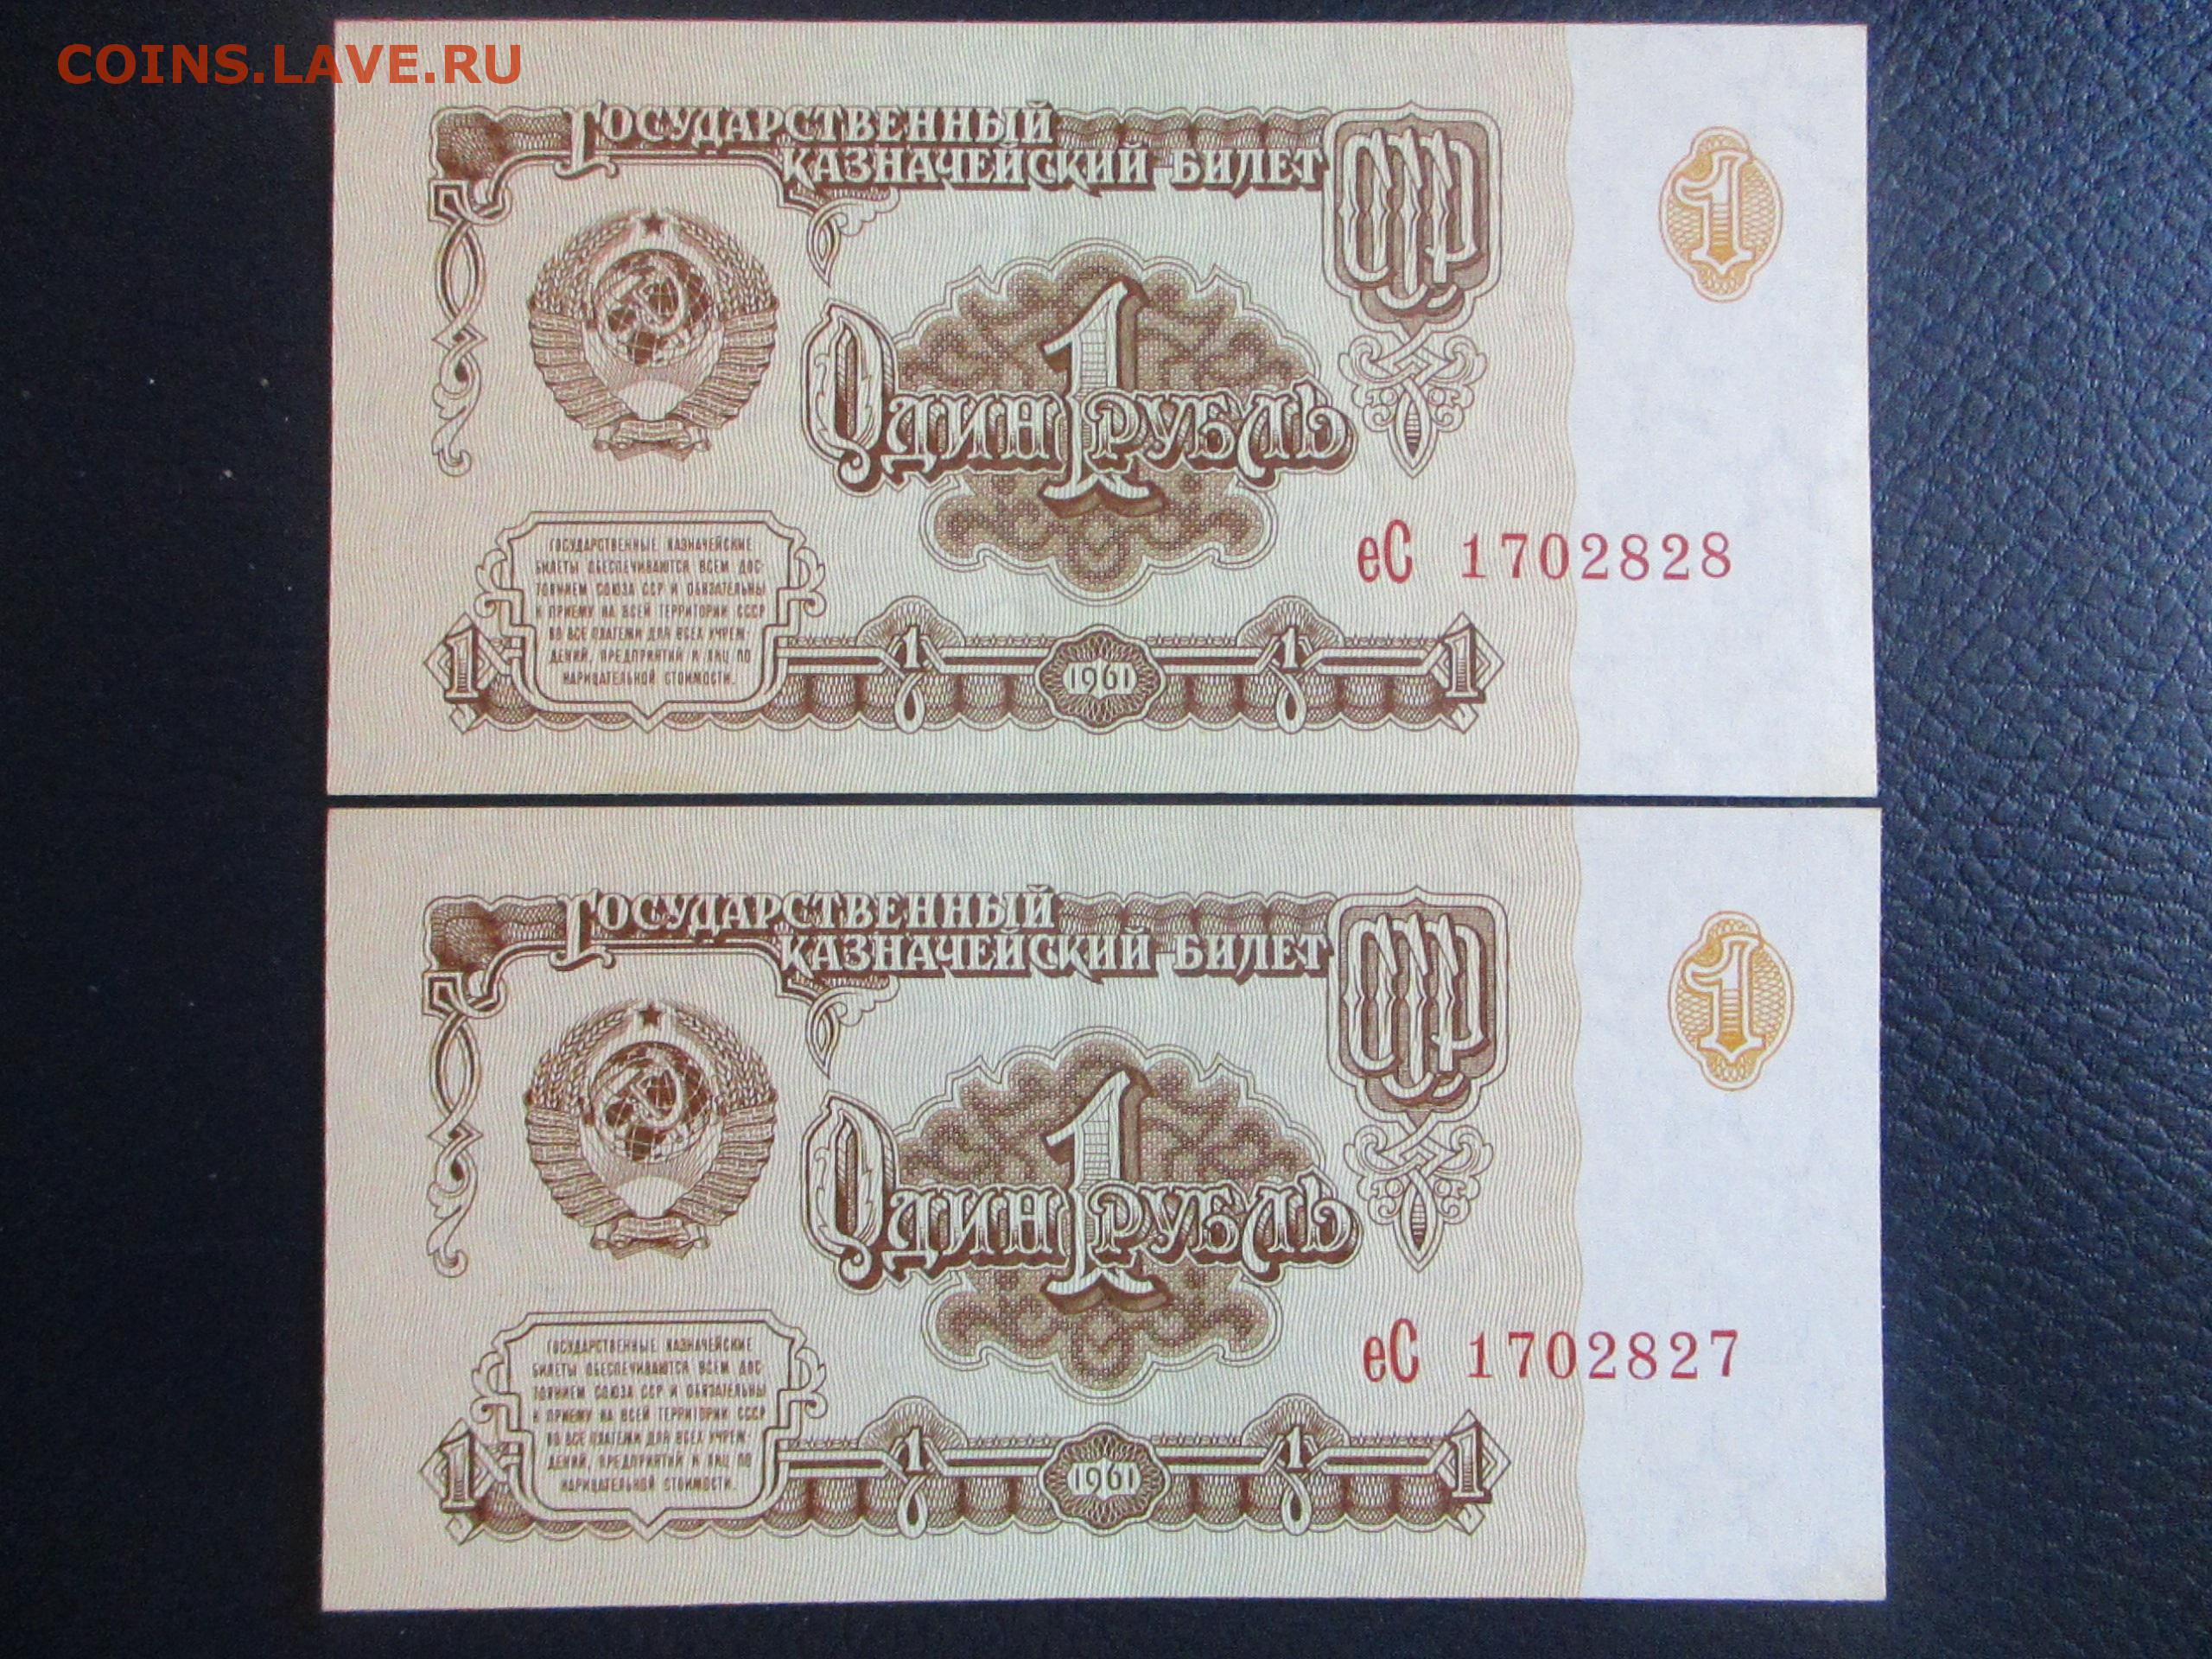 COINS.LAVE.RU
ГОСУДАРСТВЕННЫЙ
КАЗНАЧЕЙСКИЙ БИЛЕТ
СССР
1
1
ОДИН РУБЛЬ
еС 1702828
ГОСУДАРСТВЕННЫЕ КАЗНАЧЕЙСКИЕ
БИЛЕТЫ ОБЕСПЕЧИВАЮТСЯ ВСЕМ ДОС-
ТОЯНИЕМ СОЮЗА ССР И ОБЯЗАТЕЛЬНЫ
К ПРИЕМУ НА ВСЕЙ ТЕРРИТОРИИ СССР
ВО ВСЕ ПЛАТЕЖИ ДЛЯ ВСЕХ УЧРЕЖ-
ДЕНИЙ, ПРЕДПРИЯТИЙ И ЛИЦ ПО
НАРИЦАТЕЛЬНОЙ СТОИМОСТИ.
1 1 1961 1 1
ГОСУДАРСТВЕННЫЙ
КАЗНАЧЕЙСКИЙ БИЛЕТ
СССР
1
1
ОДИН РУБЛЬ
еС 1702827
ГОСУДАРСТВЕННЫЕ КАЗНАЧЕЙСКИЕ
БИЛЕТЫ ОБЕСПЕЧИВАЮТСЯ ВСЕМ ДОС-
ТОЯНИЕМ СОЮЗА ССР И ОБЯЗАТЕЛЬНЫ
К ПРИЕМУ НА ВСЕЙ ТЕРРИТОРИИ СССР
ВО ВСЕ ПЛАТЕЖИ ДЛЯ ВСЕХ УЧРЕЖ-
ДЕНИЙ, ПРЕДПРИЯТИЙ И ЛИЦ ПО
НАРИЦАТЕЛЬНОЙ СТОИМОСТИ.
1 1 1961 1 1